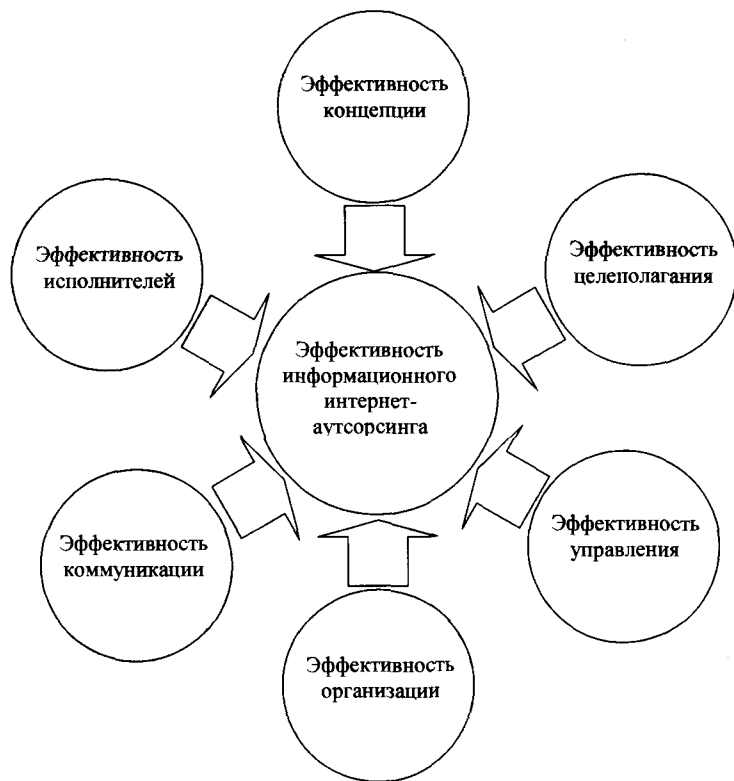 Эффективность
концепции
Эффективность
исполнителей
Эффективность
целеполагания
Эффективность
информационного
интернет-
аутсорсинга
Эффективность
коммуникации
Эффективность
управления
Эффективность
организации